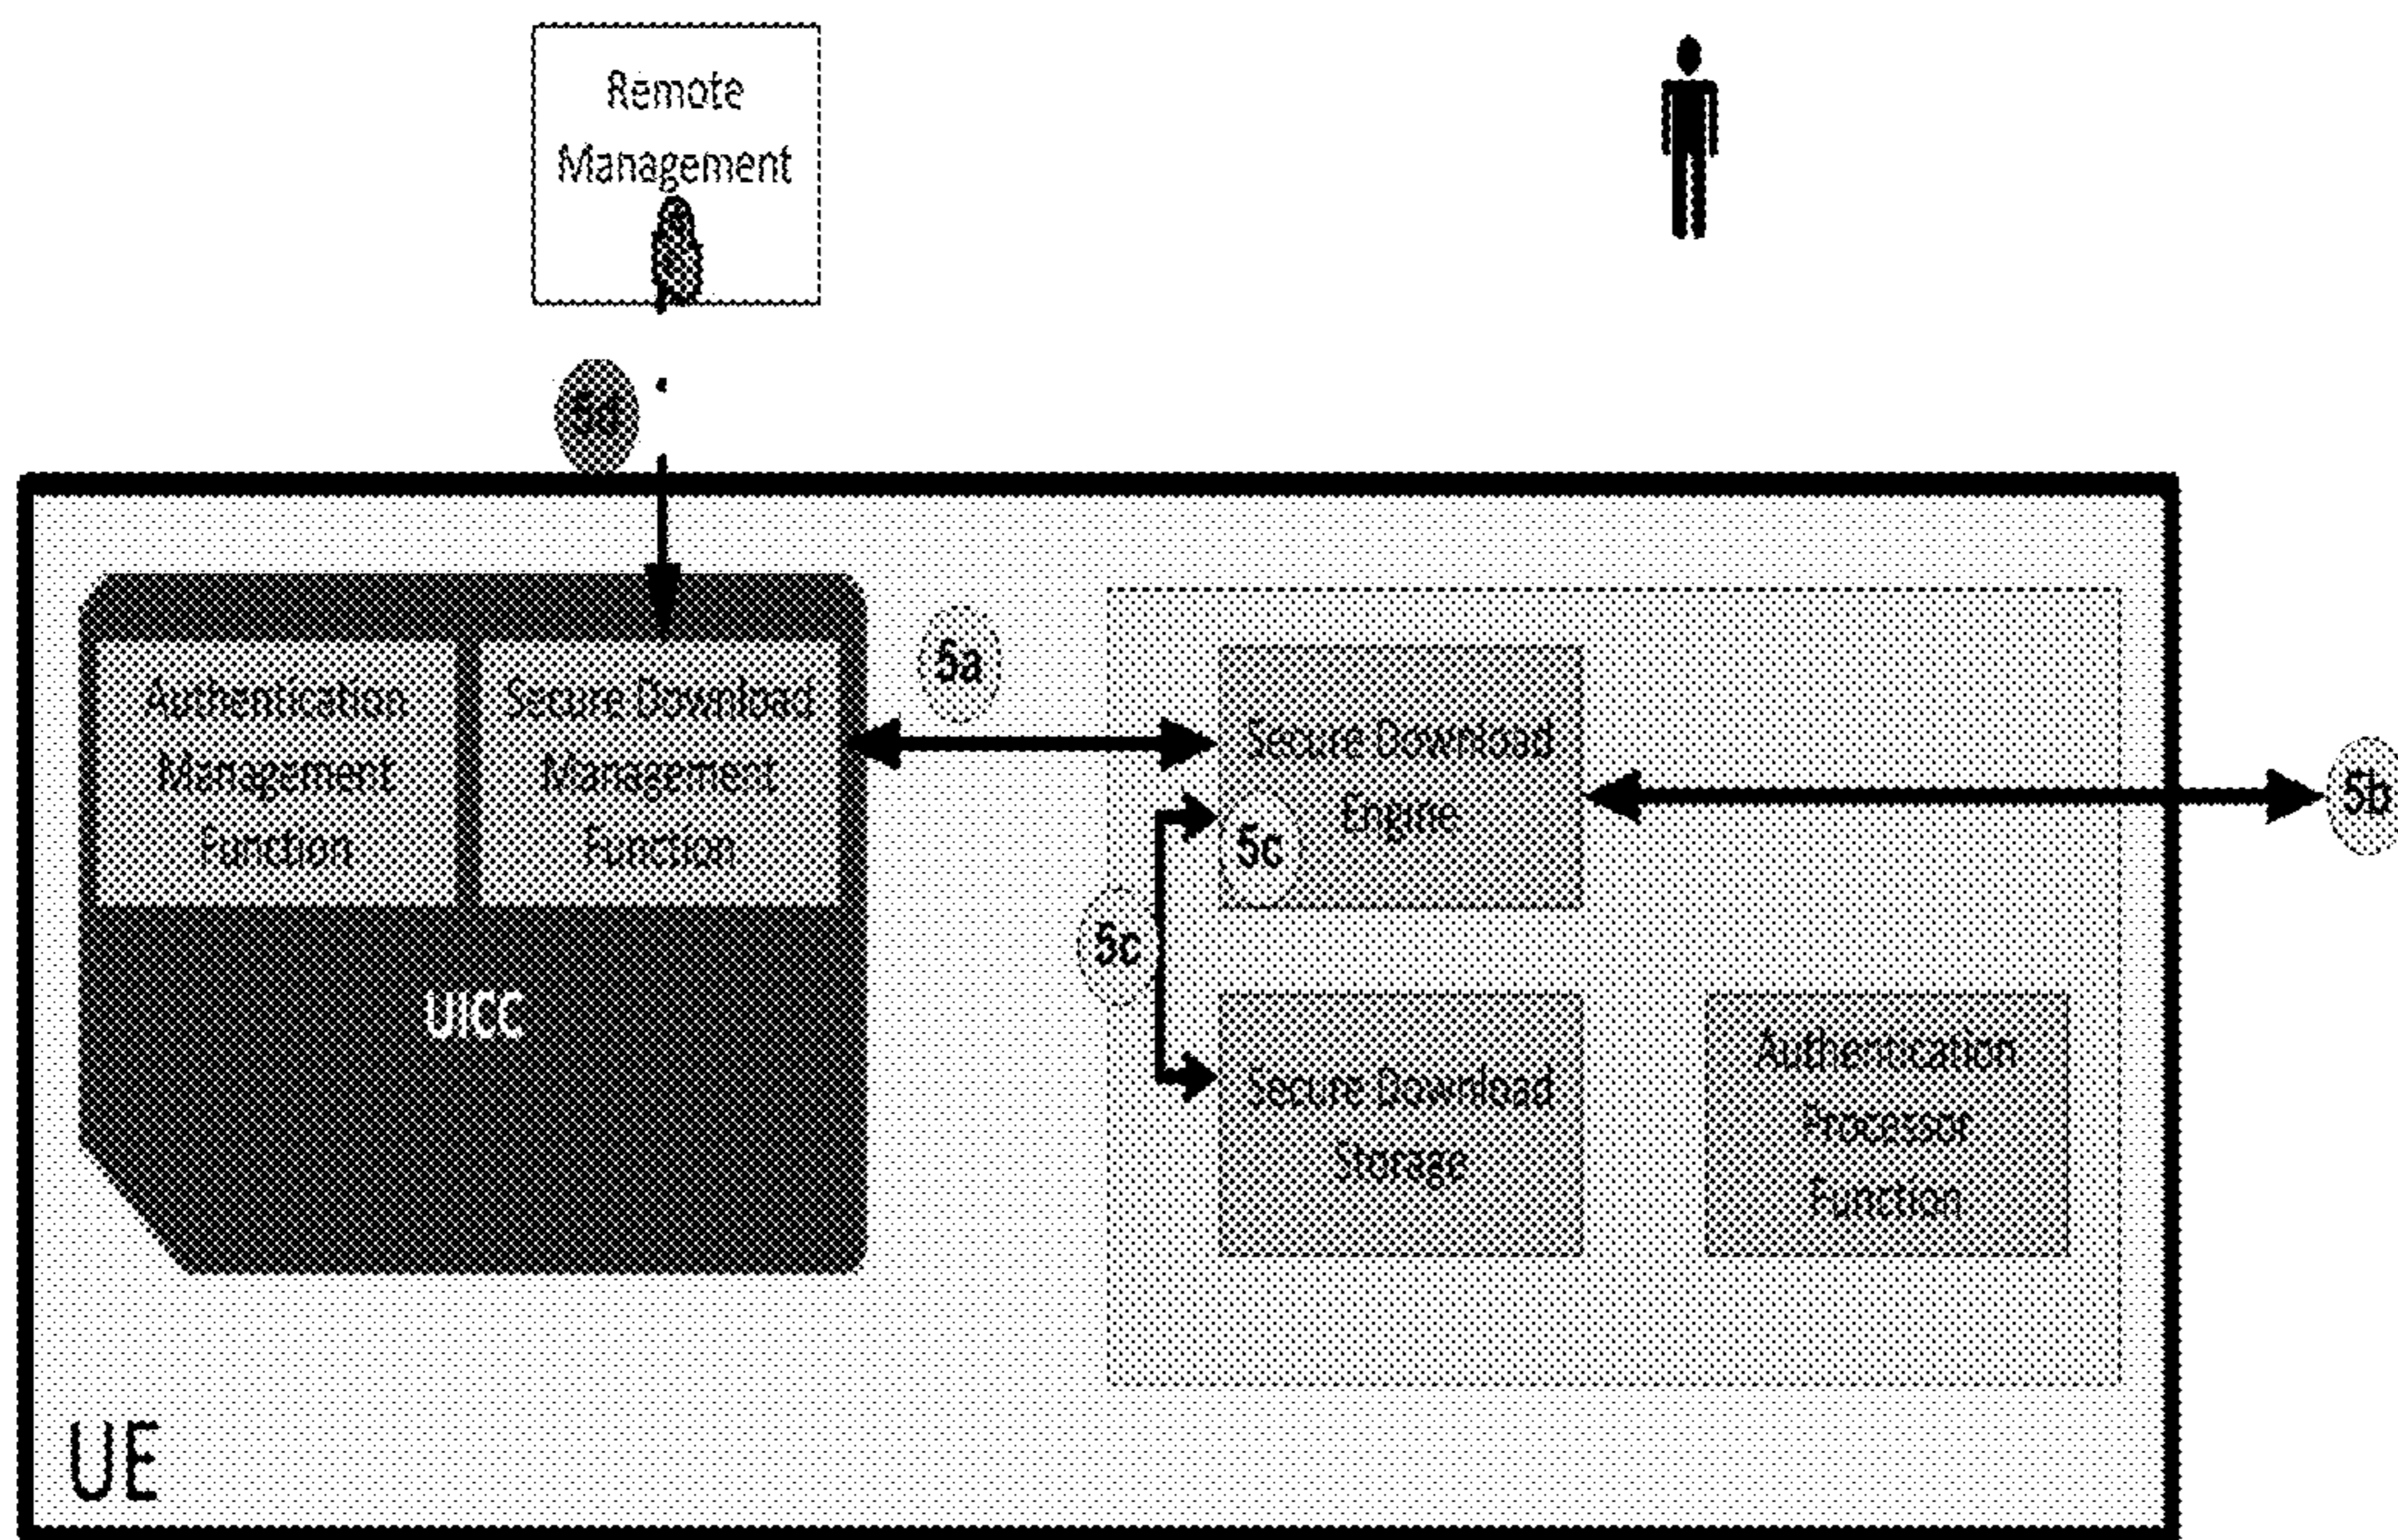 Remote
Management
5d
Authentication
Management
Function
Secure Download
Management
Function
UICC
5a
Secure Download
Engine
5c
5c
5b
Secure Download
Storage
Authentication
Processor
Function
UE